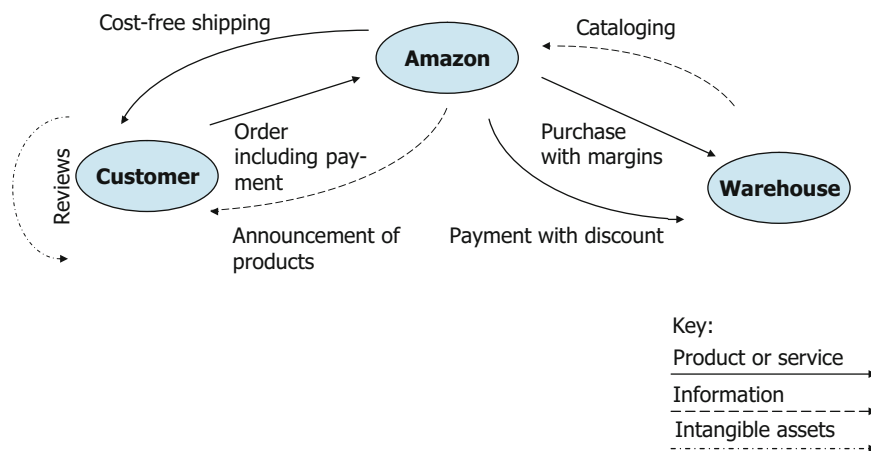 Cost-free shipping
Cataloging
Amazon
Order
including pay-
ment
Purchase
with margins
Reviews
Customer
Warehouse
Announcement of
products
Payment with discount
Key:
Product or service
Information
Intangible assets